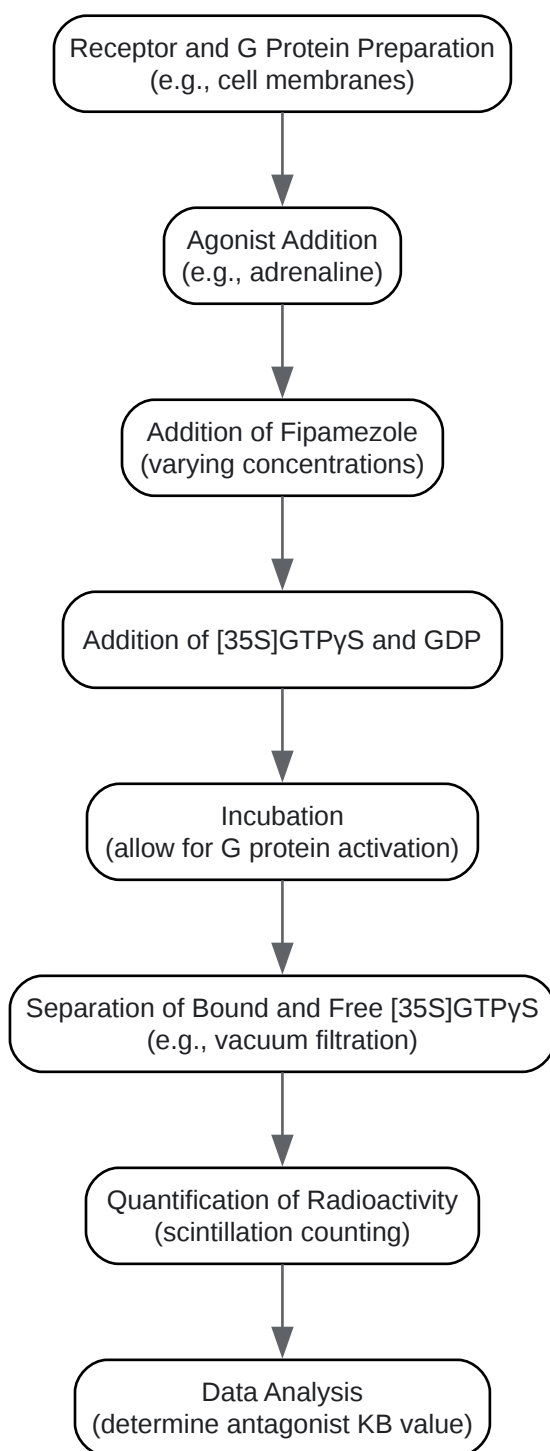 Receptor and G Protein Preparation
(e.g., cell membranes)
Agonist Addition
(e.g., adrenaline)
Addition of Fipamezole
(varying concentrations)
Addition of [35S]GTPγS and GDP
Incubation
(allow for G protein activation)
Separation of Bound and Free [35S]GTPγS
(e.g., vacuum filtration)
Quantification of Radioactivity
(scintillation counting)
Data Analysis
(determine antagonist KB value)